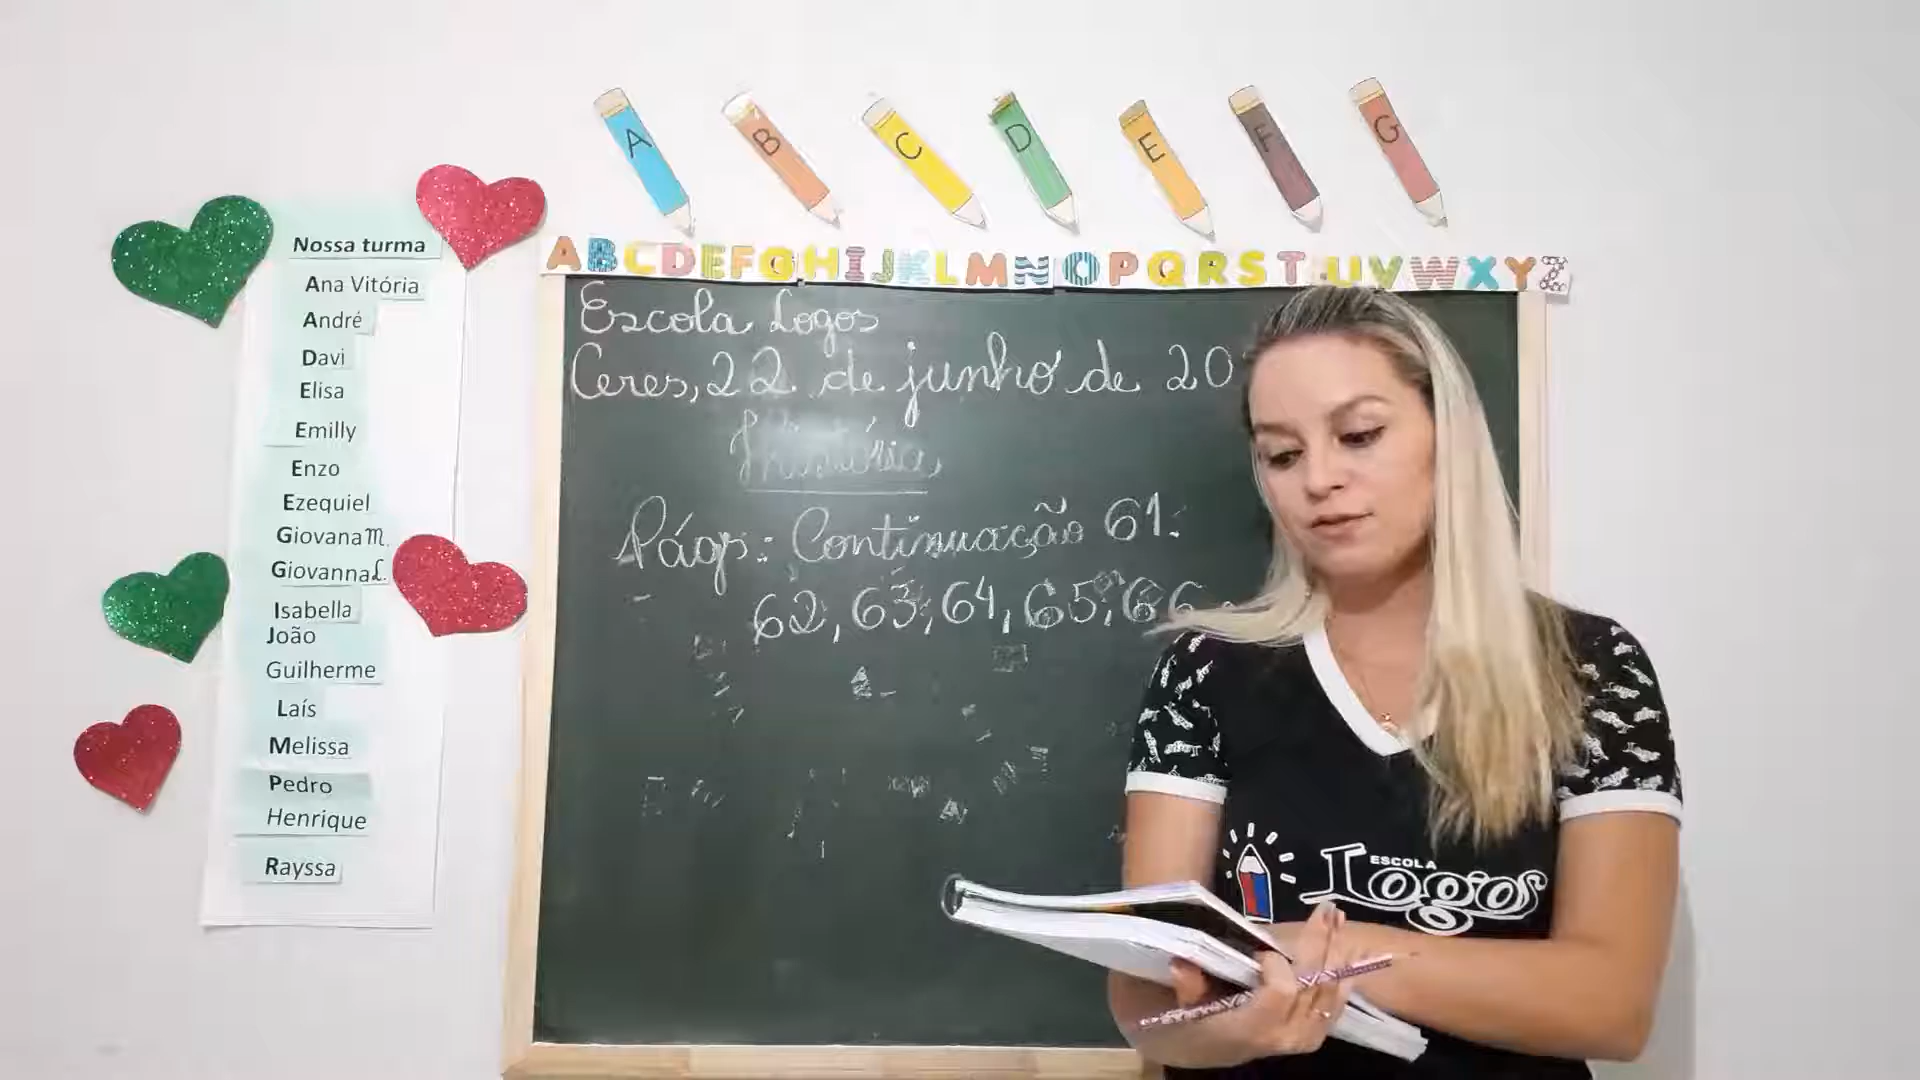 A B C D E F G
ABCDEFGHIJKLMNOPQRSTUVWXYZ
Nossa turma
Ana Vitória
André
Davi
Elisa
Emilly
Enzo
Ezequiel
Giovana M.
Giovanna L.
Isabella
João
Guilherme
Laís
Melissa
Pedro
Henrique
Rayssa
Escola Logos
Ceres, 22 de junho de 20
História
Págs: Continuação 61.
62, 63, 64, 65, 66
ESCOLA
Logos